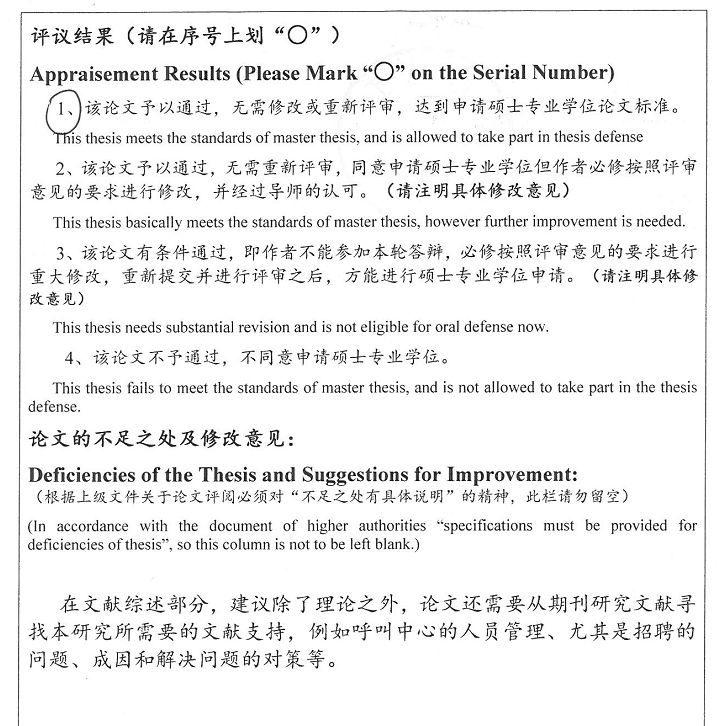 评议结果（请在序号上划“〇”）
Appraisement Results (Please Mark “〇” on the Serial Number)
1、该论文予以通过，无需修改或重新评审，达到申请硕士专业学位论文标准。
This thesis meets the standards of master thesis, and is allowed to take part in thesis defense
2、该论文予以通过，无需重新评审，同意申请硕士专业学位但作者必修按照评审
意见的要求进行修改，并经过导师的认可。（请注明具体修改意见）
This thesis basically meets the standards of master thesis, however further improvement is needed.
3、该论文有条件通过，即作者不能参加本轮答辩，必修按照评审意见的要求进行
重大修改，重新提交并进行评审之后，方能进行硕士专业学位申请。（请注明具体修
改意见）
This thesis needs substantial revision and is not eligible for oral defense now.
4、该论文不予通过，不同意申请硕士专业学位。
This thesis fails to meet the standards of master thesis, and is not allowed to take part in the thesis
defense.
论文的不足之处及修改意见：
Deficiencies of the Thesis and Suggestions for Improvement:
（根据上级文件关于论文评阅必须对“不足之处有具体说明”的精神，此栏请勿留空）
(In accordance with the document of higher authorities “specifications must be provided for
deficiencies of thesis”, so this column is not to be left blank.)
在文献综述部分，建议除了理论之外，论文还需要从期刊研究文献寻
找本研究所需要的文献支持，例如呼叫中心的人员管理、尤其是招聘的
问题、成因和解决问题的对策等。